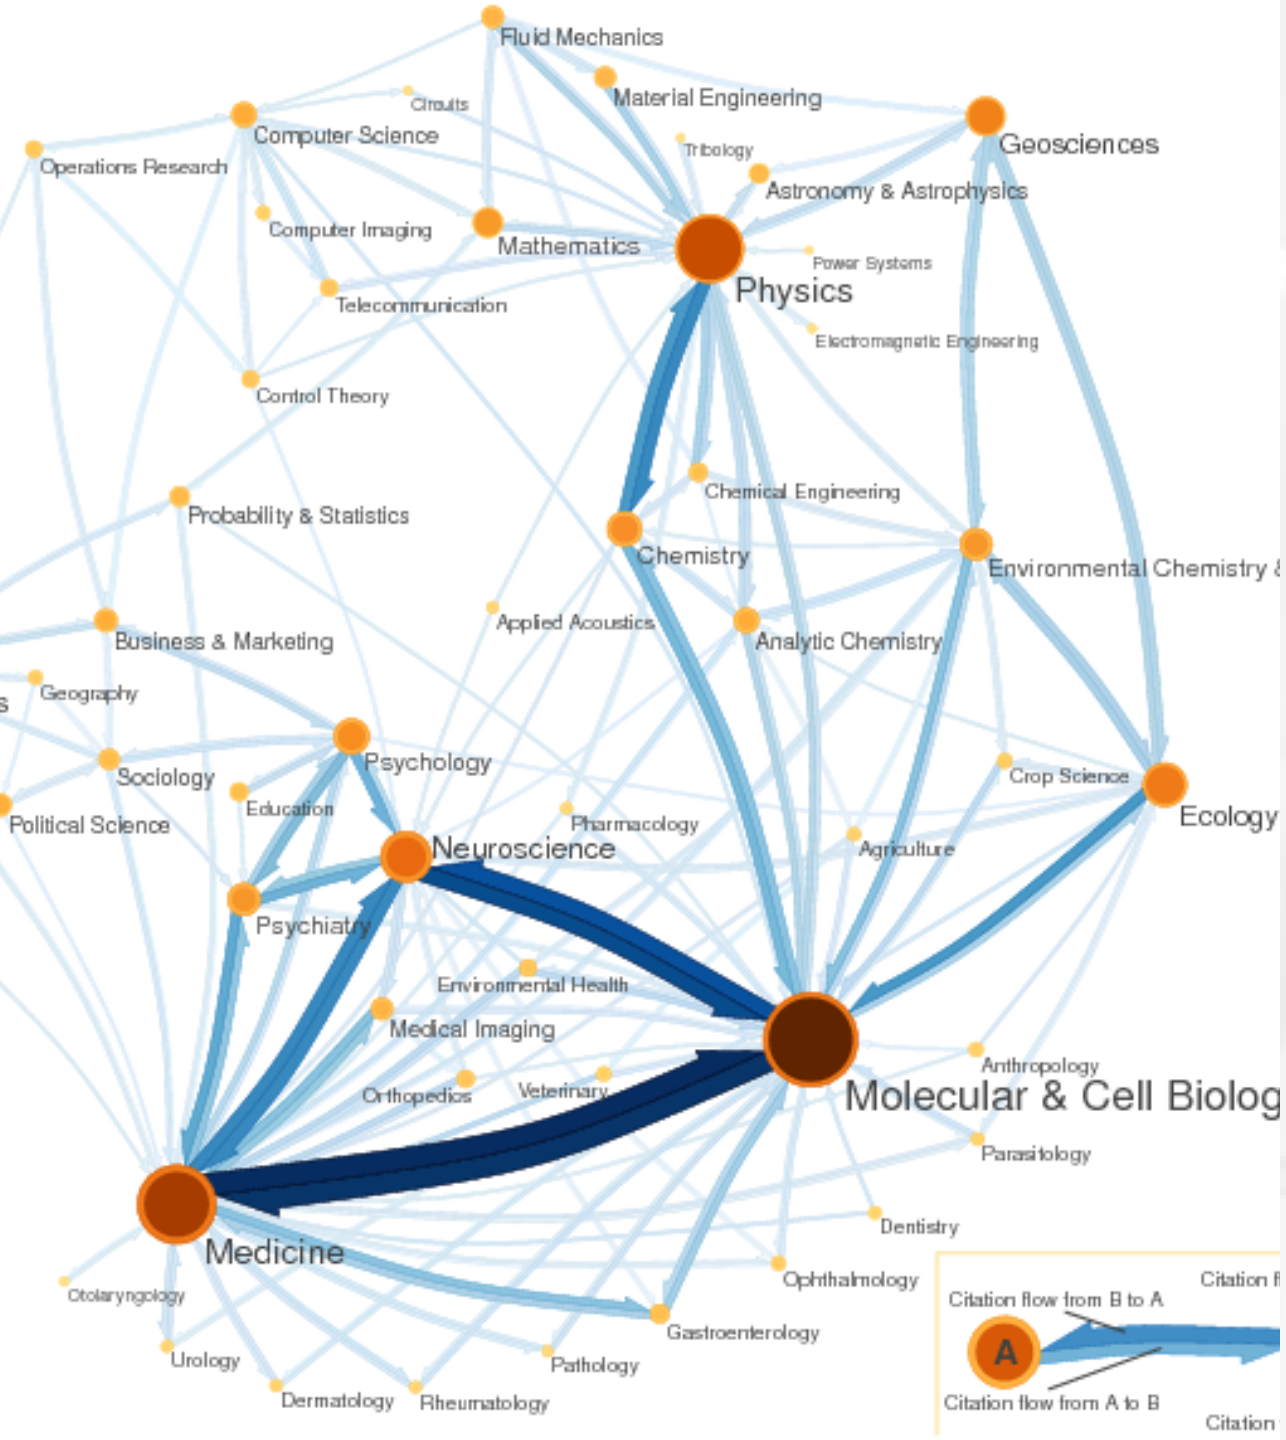 Fluid Mechanics
Material Engineering
Circuits
Computer Science
Geosciences
Tribology
Operations Research
Astronomy & Astrophysics
Computer Imaging
Mathematics
Power Systems
Physics
Telecommunication
Electromagnetic Engineering
Control Theory
Chemical Engineering
Probability & Statistics
Chemistry
Environmental Chemistry &
Applied Acoustics
Business & Marketing
Analytic Chemistry
Geography
s
Psychology
Sociology
Crop Science
Education
Ecology
Political Science
Pharmacology
Neuroscience
Agriculture
Psychiatry
Environmental Health
Medical Imaging
Anthropology
Orthopedics
Veterinary
Molecular & Cell Biolog
Parasitology
Dentistry
Medicine
Ophthalmology
Otolaryngology
Gastroenterology
Urology
Pathology
Dermatology
Rheumatology
Citation f
Citation flow from B to A
A
Citation flow from A to B
Citation